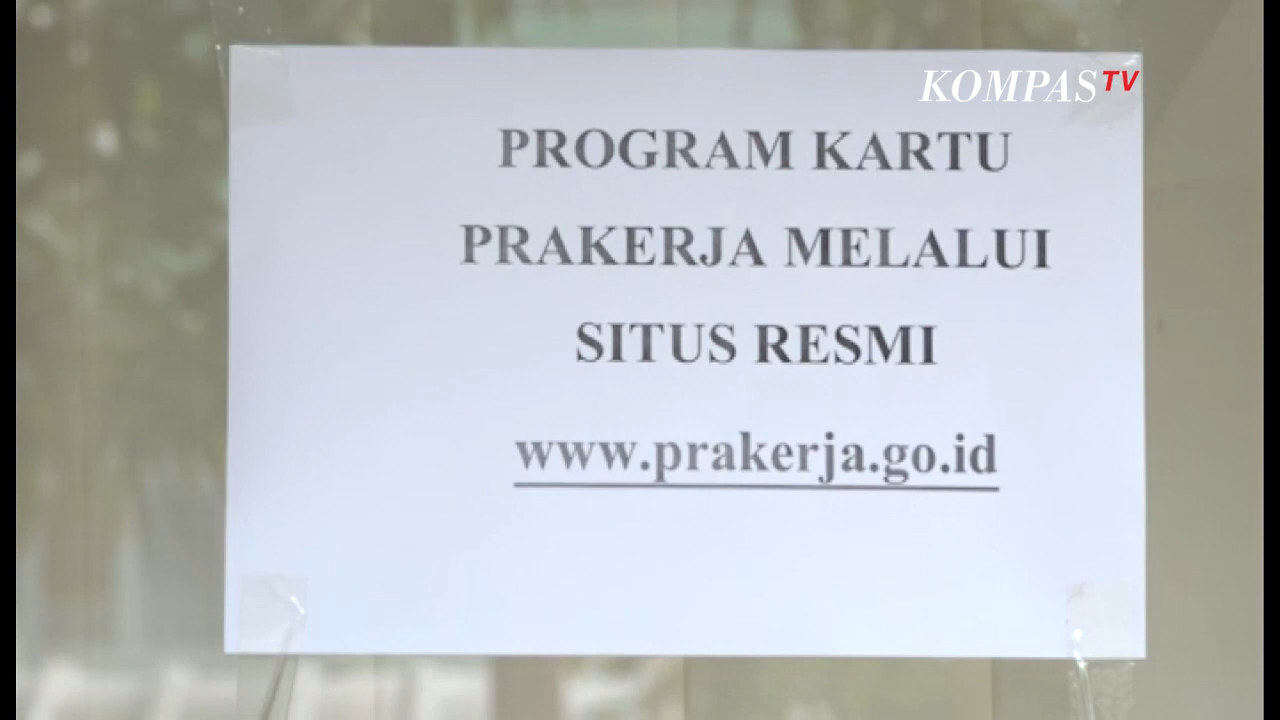 KOMPASTV
PROGRAM KARTU
PRAKERJA MELALUI
SITUS RESMI
www.prakerja.go.id